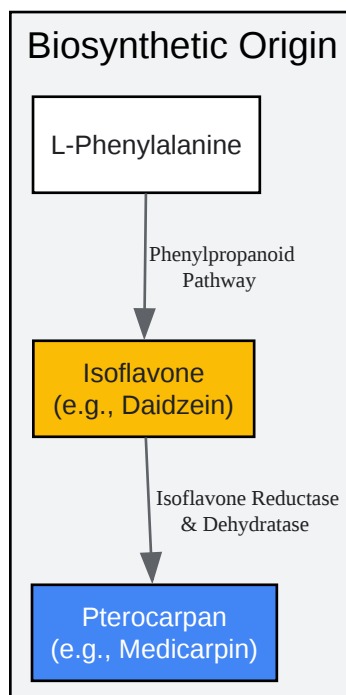 Biosynthetic Origin
L-Phenylalanine
Phenylpropanoid
Pathway
Isoflavone
(e.g., Daidzein)
Isoflavone Reductase
& Dehydratase
Pterocarpan
(e.g., Medicarpin)